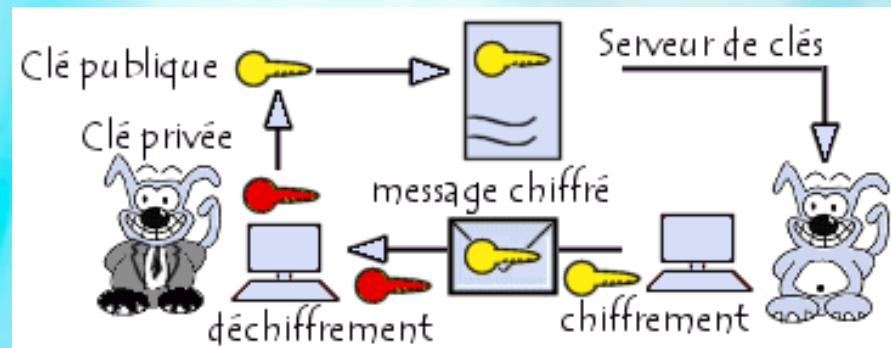 Serveur de clés
Clé publique
Clé privée
message chiffré
déchiffrement
chiffrement